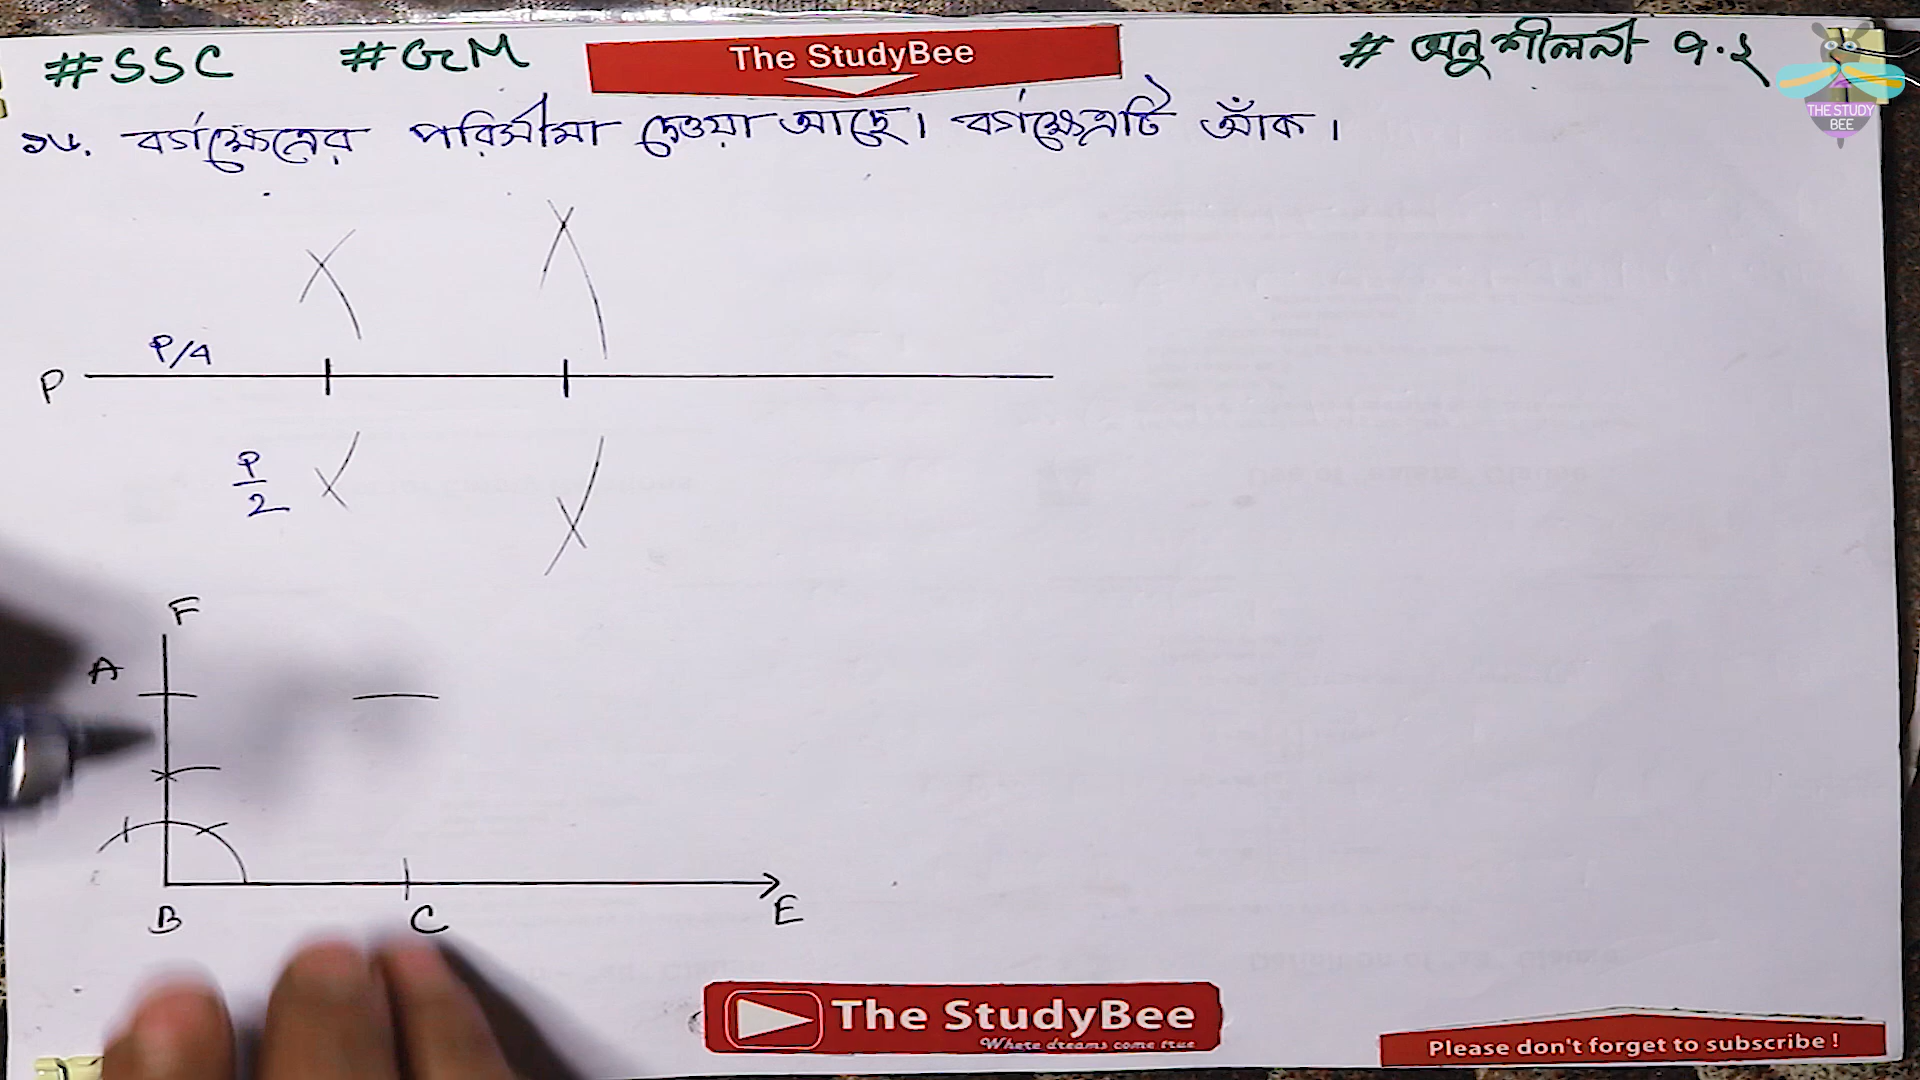 #SSC #GM The StudyBee # অনুশীলনী ৭.২
THE STUDY
BEE
১৬. বর্গক্ষেত্রের পরিসীমা দেওয়া আছে। বর্গক্ষেত্রটি আঁক।
P/4
P
P
2
F
A
B C E
The StudyBee
Where dreams come true
Please don't forget to subscribe !